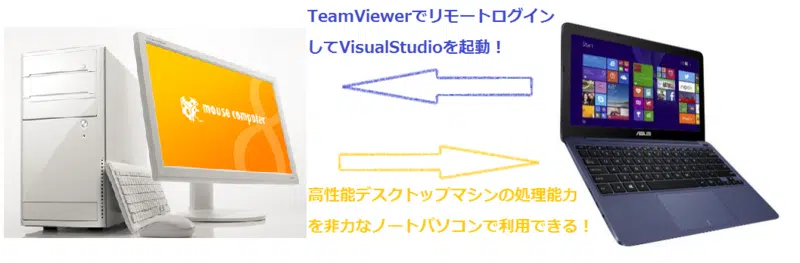 TeamViewerでリモートログイン
してVisualStudioを起動！
mouse computer
Start
ASUS
高性能デスクトップマシンの処理能力
を非力なノートパソコンで利用できる！